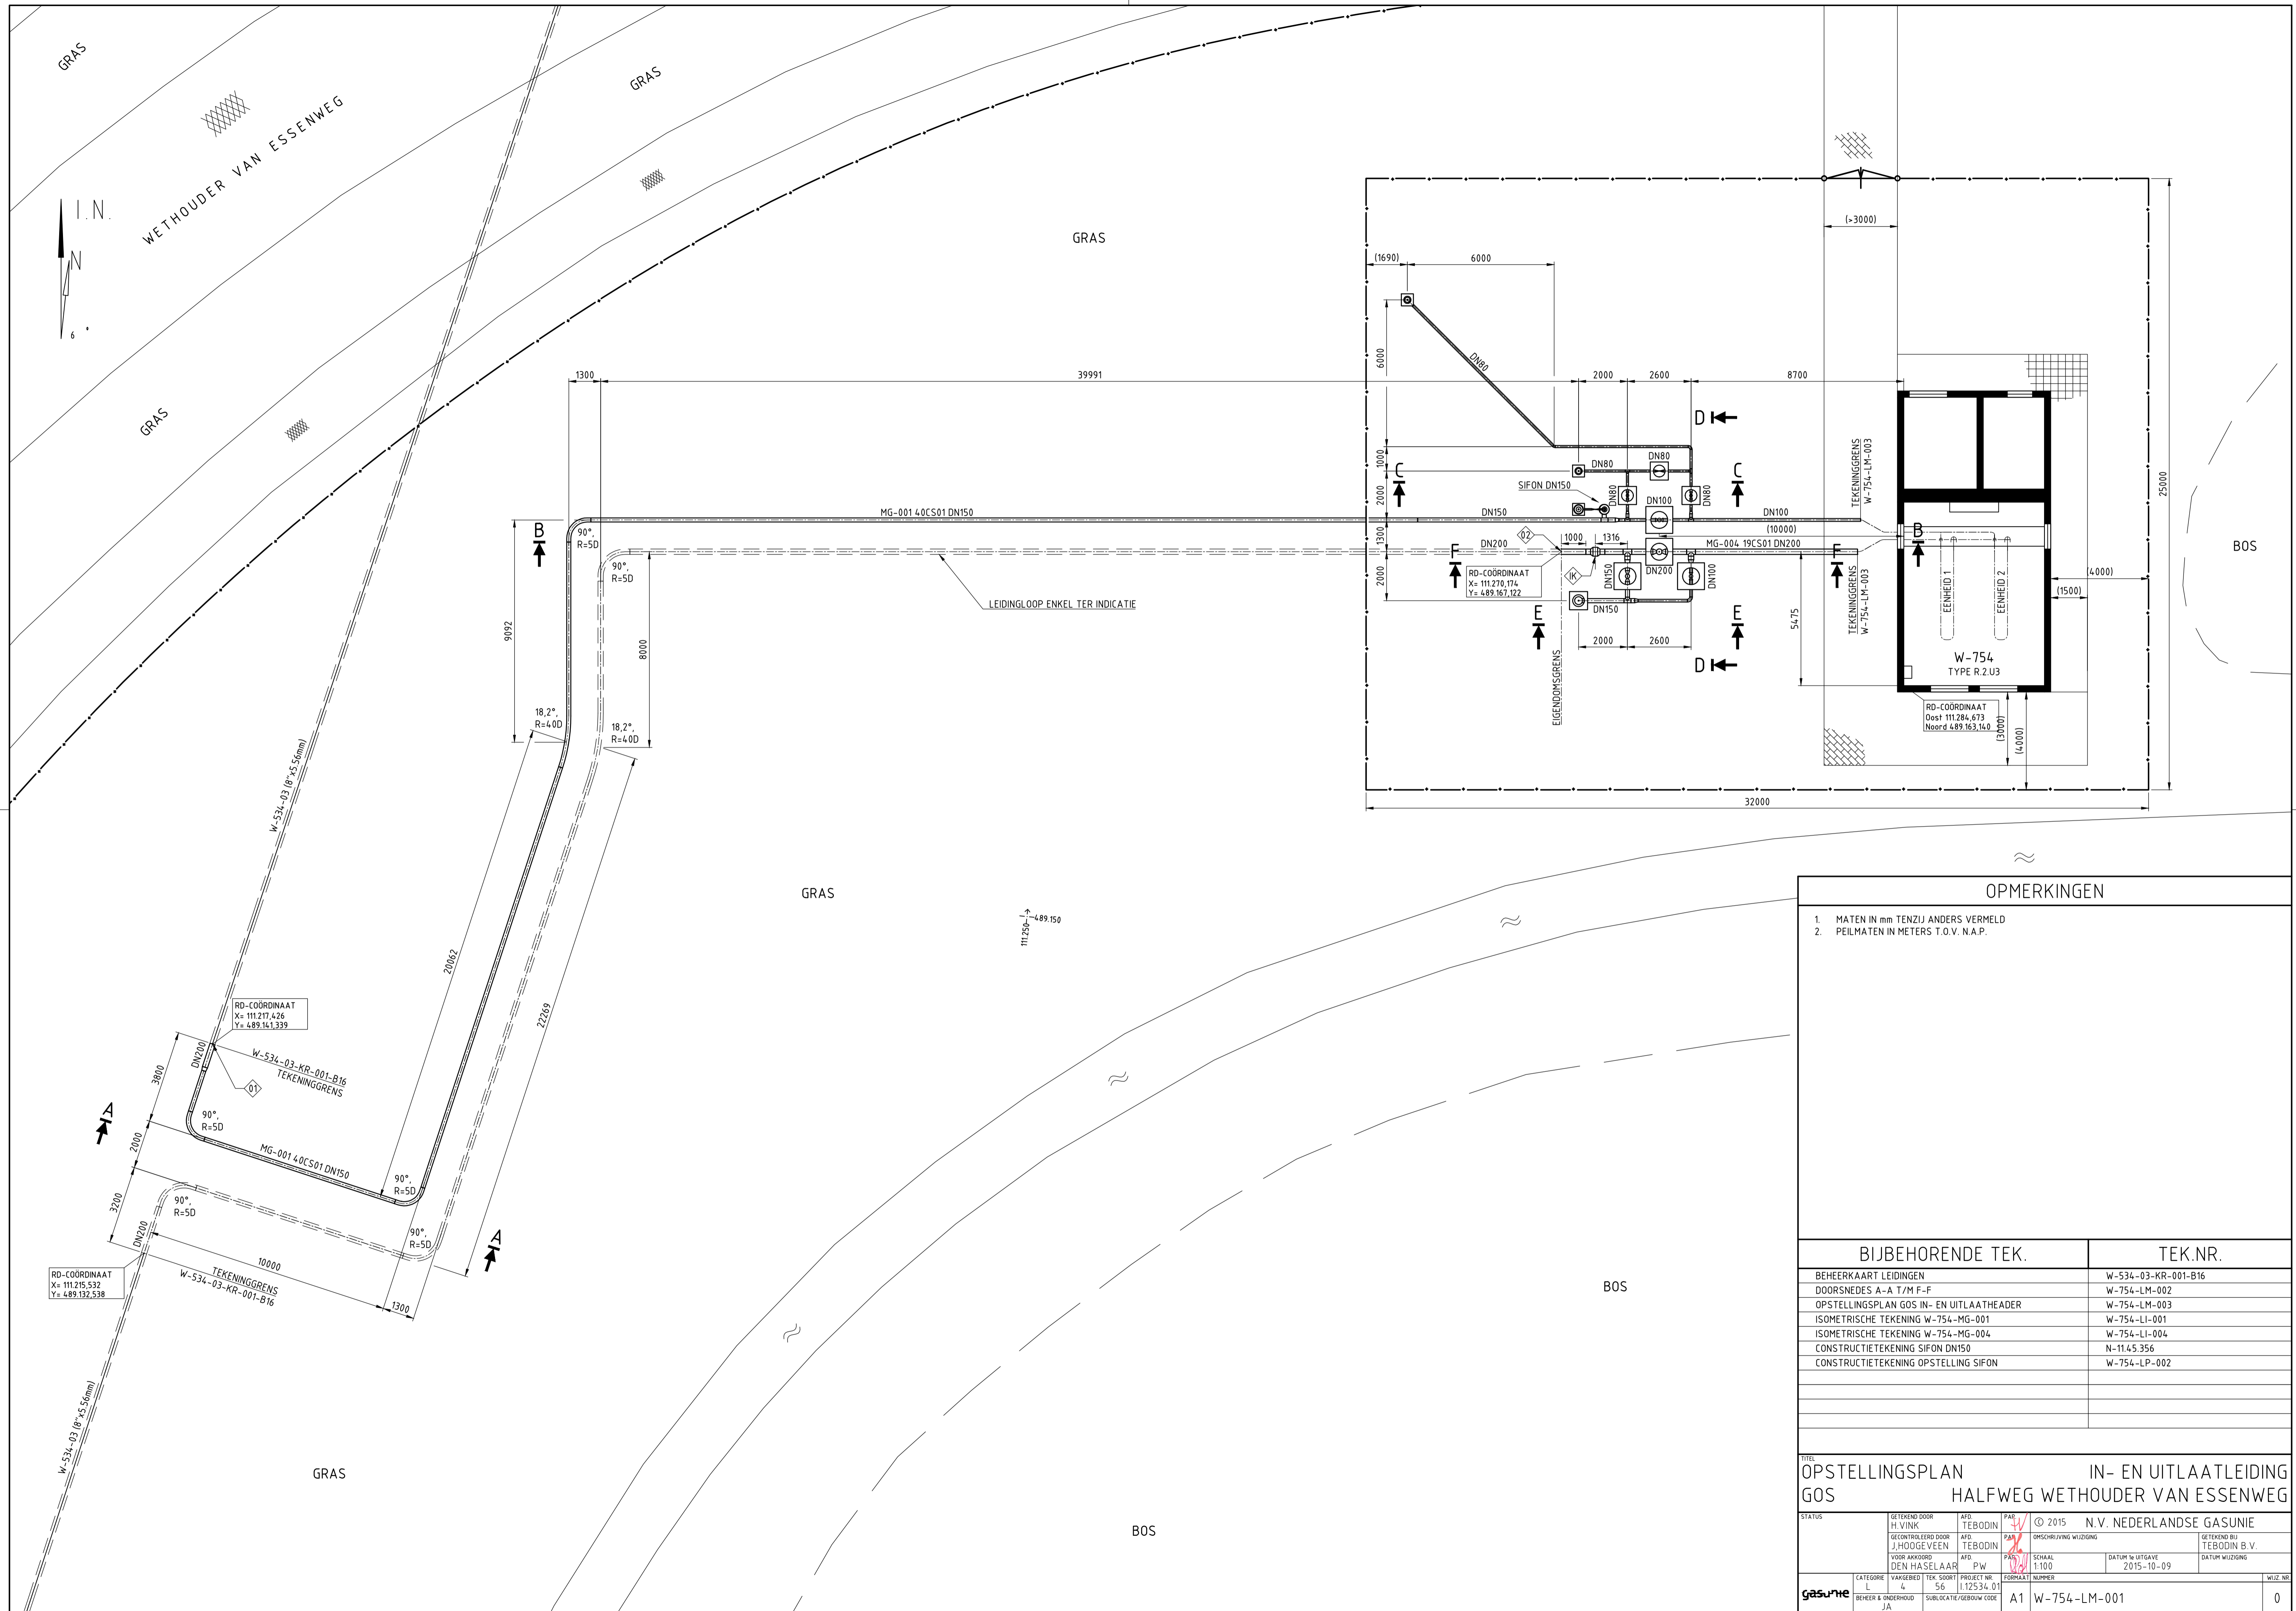 GRAS
WETHOUDER VAN ESSENWEG
GRAS
I.N.
N
6 °
GRAS
GRAS
(>3000)
(1690)
6000
6000
DN80
1300
39991
2000
2600
8700
D
1000
2000
1300
2000
C
C
DN80
DN80
DN80
DN80
SIFON DN150
MG-001 40CS01 DN150
DN150
DN100
DN100
TEKENINGGRENS
W-754-LM-003
(10000)
B
B
90°,
R=5D
90°,
R=5D
DN200
02
1000
1316
MG-004 19CS01 DN200
F
F
IK
DN150
DN200
DN100
RD-COÖRDINAAT
X= 111.270,174
Y= 489.167,122
DN150
LEIDINGLOOP ENKEL TER INDICATIE
E
E
2000
2600
D
EIGENDOMSGRENS
5475
TEKENINGGRENS
W-754-LM-003
EENHEID 1
EENHEID 2
W-754
TYPE R.2.U3
RD-COÖRDINAAT
Oost 111.284,673
Noord 489.163,140
(3000)
(4000)
(4000)
(1500)
25000
32000
BOS
9092
8000
18,2°,
R=40D
18,2°,
R=40D
W-534-03 (8"x5.56mm)
20062
22269
GRAS
489.150
111.250
RD-COÖRDINAAT
X= 111.217,426
Y= 489.141,339
DN200
W-534-03-KR-001-B16
TEKENINGGRENS
01
3800
2000
3200
A
90°,
R=5D
MG-001 40CS01 DN150
90°,
R=5D
90°,
R=5D
90°,
R=5D
A
DN200
10000
1300
TEKENINGGRENS
W-534-03-KR-001-B16
RD-COÖRDINAAT
X= 111.215,532
Y= 489.132,538
W-534-03 (8"x5.56mm)
GRAS
BOS
BOS
OPMERKINGEN
1. MATEN IN mm TENZIJ ANDERS VERMELD
2. PEILMATEN IN METERS T.O.V. N.A.P.
BIJBEHORENDE TEK. TEK.NR.
BEHEERKAART LEIDINGEN W-534-03-KR-001-B16
DOORSNEDES A-A T/M F-F W-754-LM-002
OPSTELLINGSPLAN GOS IN- EN UITLAATHEADER W-754-LM-003
ISOMETRISCHE TEKENING W-754-MG-001 W-754-LI-001
ISOMETRISCHE TEKENING W-754-MG-004 W-754-LI-004
CONSTRUCTIETEKENING SIFON DN150 N-11.45.356
CONSTRUCTIETEKENING OPSTELLING SIFON W-754-LP-002
TITEL
OPSTELLINGSPLAN IN- EN UITLAATLEIDING
GOS HALFWEG WETHOUDER VAN ESSENWEG
STATUS
GETEKEND DOOR AFD. PAR.
H.VINK TEBODIN
© 2015 N.V. NEDERLANDSE GASUNIE
GECONTROLEERD DOOR AFD. PAR. OMSCHRIJVING WIJZIGING GETEKEND BIJ
J,HOOGEVEEN TEBODIN TEBODIN B.V.
VOOR AKKOORD AFD. PAR. SCHAAL DATUM 1e UITGAVE DATUM WIJZIGING
DEN HASELAAR PW 1:100 2015-10-09
gasunie
CATEGORIE VAKGEBIED TEK. SOORT PROJECT NR. FORMAAT NUMMER WIJZ. NR.
L 4 56 I.12534.01
BEHEER & ONDERHOUD SUBLOCATIE/GEBOUW CODE
JA
A1 W-754-LM-001 0